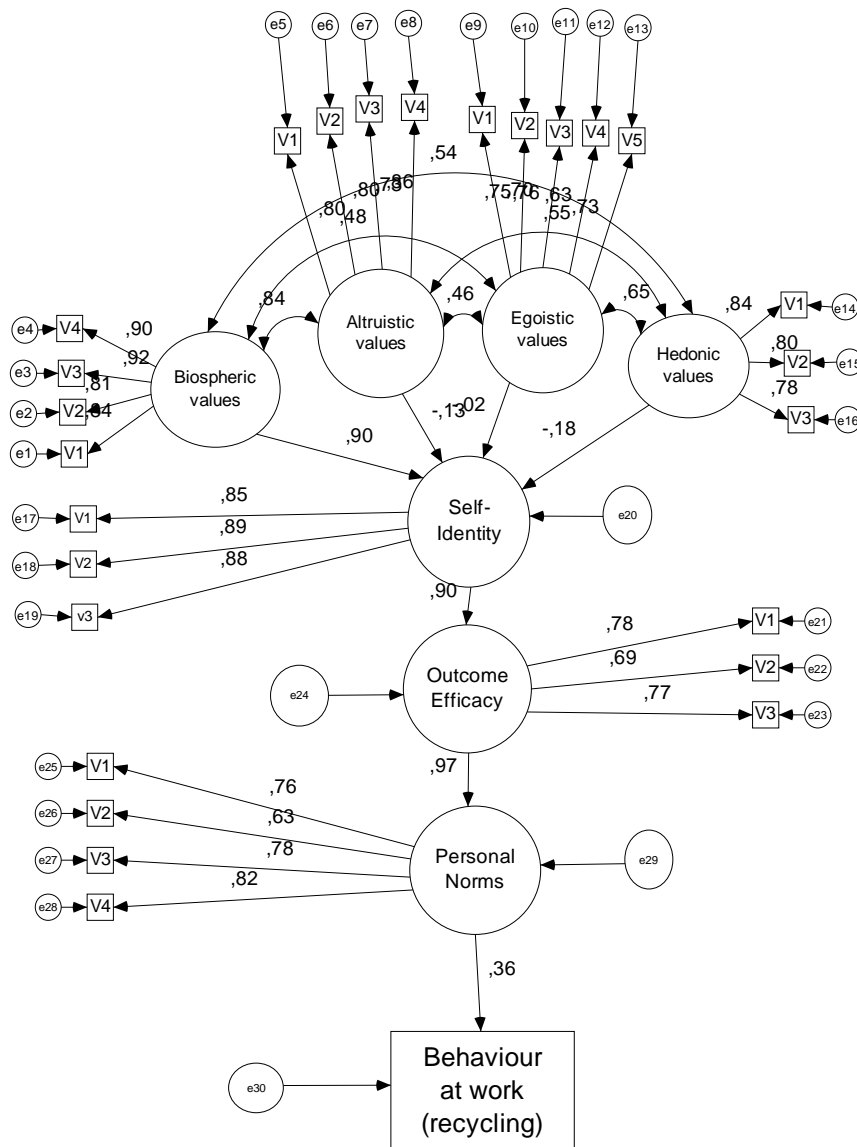 e5 e6 e7 e8 e9 e10 e11 e12 e13
V1 V2 V3 V4 V1 V2 V3 V4 V5
,54
,80 ,80 ,86 ,75 ,76 ,63
,48 ,55 ,73
,84 ,46 ,65
Altruistic
values
Egoistic
values
Biospheric
values
Hedonic
values
e4 V4 ,90
e3 V3 ,92
e2 V2 ,81
e1 V1 ,84
,84 V1 e14
,80 V2 e15
,78 V3 e16
,90 -,13 -,02 -,18
Self-
Identity
e20
e17 V1 ,85
e18 V2 ,89
e19 v3 ,88
,90
Outcome
Efficacy
e24
,78 V1 e21
,69 V2 e22
,77 V3 e23
,97
e25 V1 ,76
e26 V2 ,63
e27 V3 ,78
e28 V4 ,82
Personal
Norms
e29
,36
Behaviour
at work
(recycling)
e30